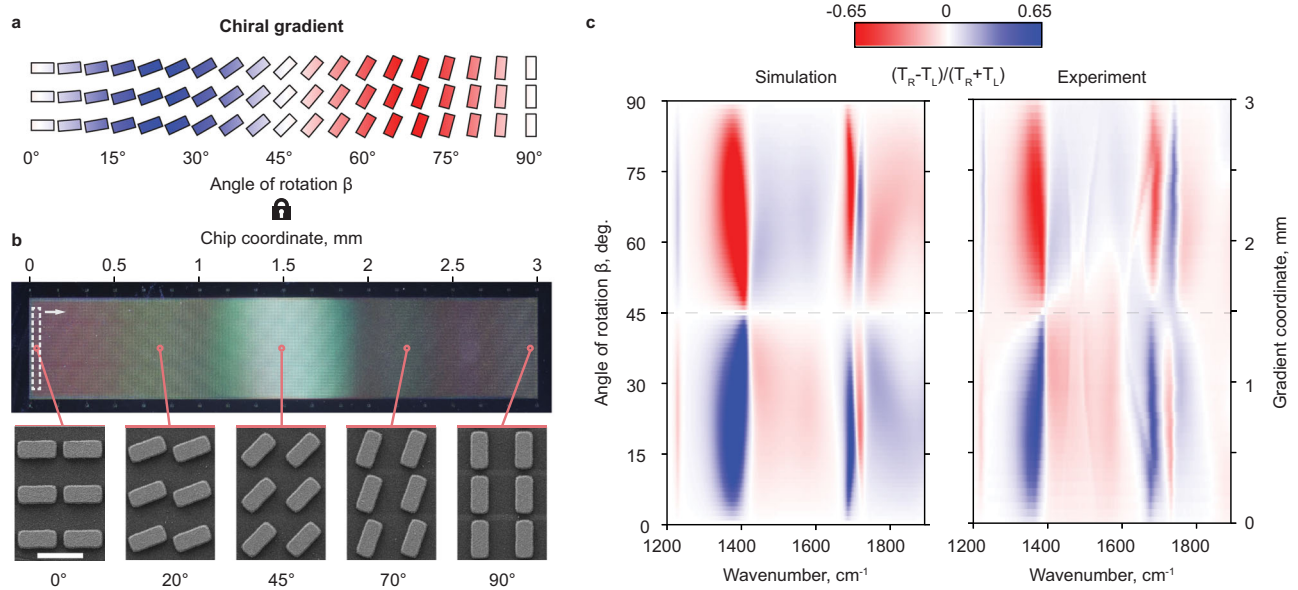 a
Chiral gradient
0° 15° 30° 45° 60° 75° 90°
Angle of rotation β
b
Chip coordinate, mm
0 0.5 1 1.5 2 2.5 3
0° 20° 45° 70° 90°
c
-0.65 0 0.65
Simulation (T_R-T_L)/(T_R+T_L) Experiment
Angle of rotation β, deg.
90
75
60
45
30
15
0
1200 1400 1600 1800
Wavenumber, cm⁻¹
3
2
1
0
Gradient coordinate, mm
1200 1400 1600 1800
Wavenumber, cm⁻¹